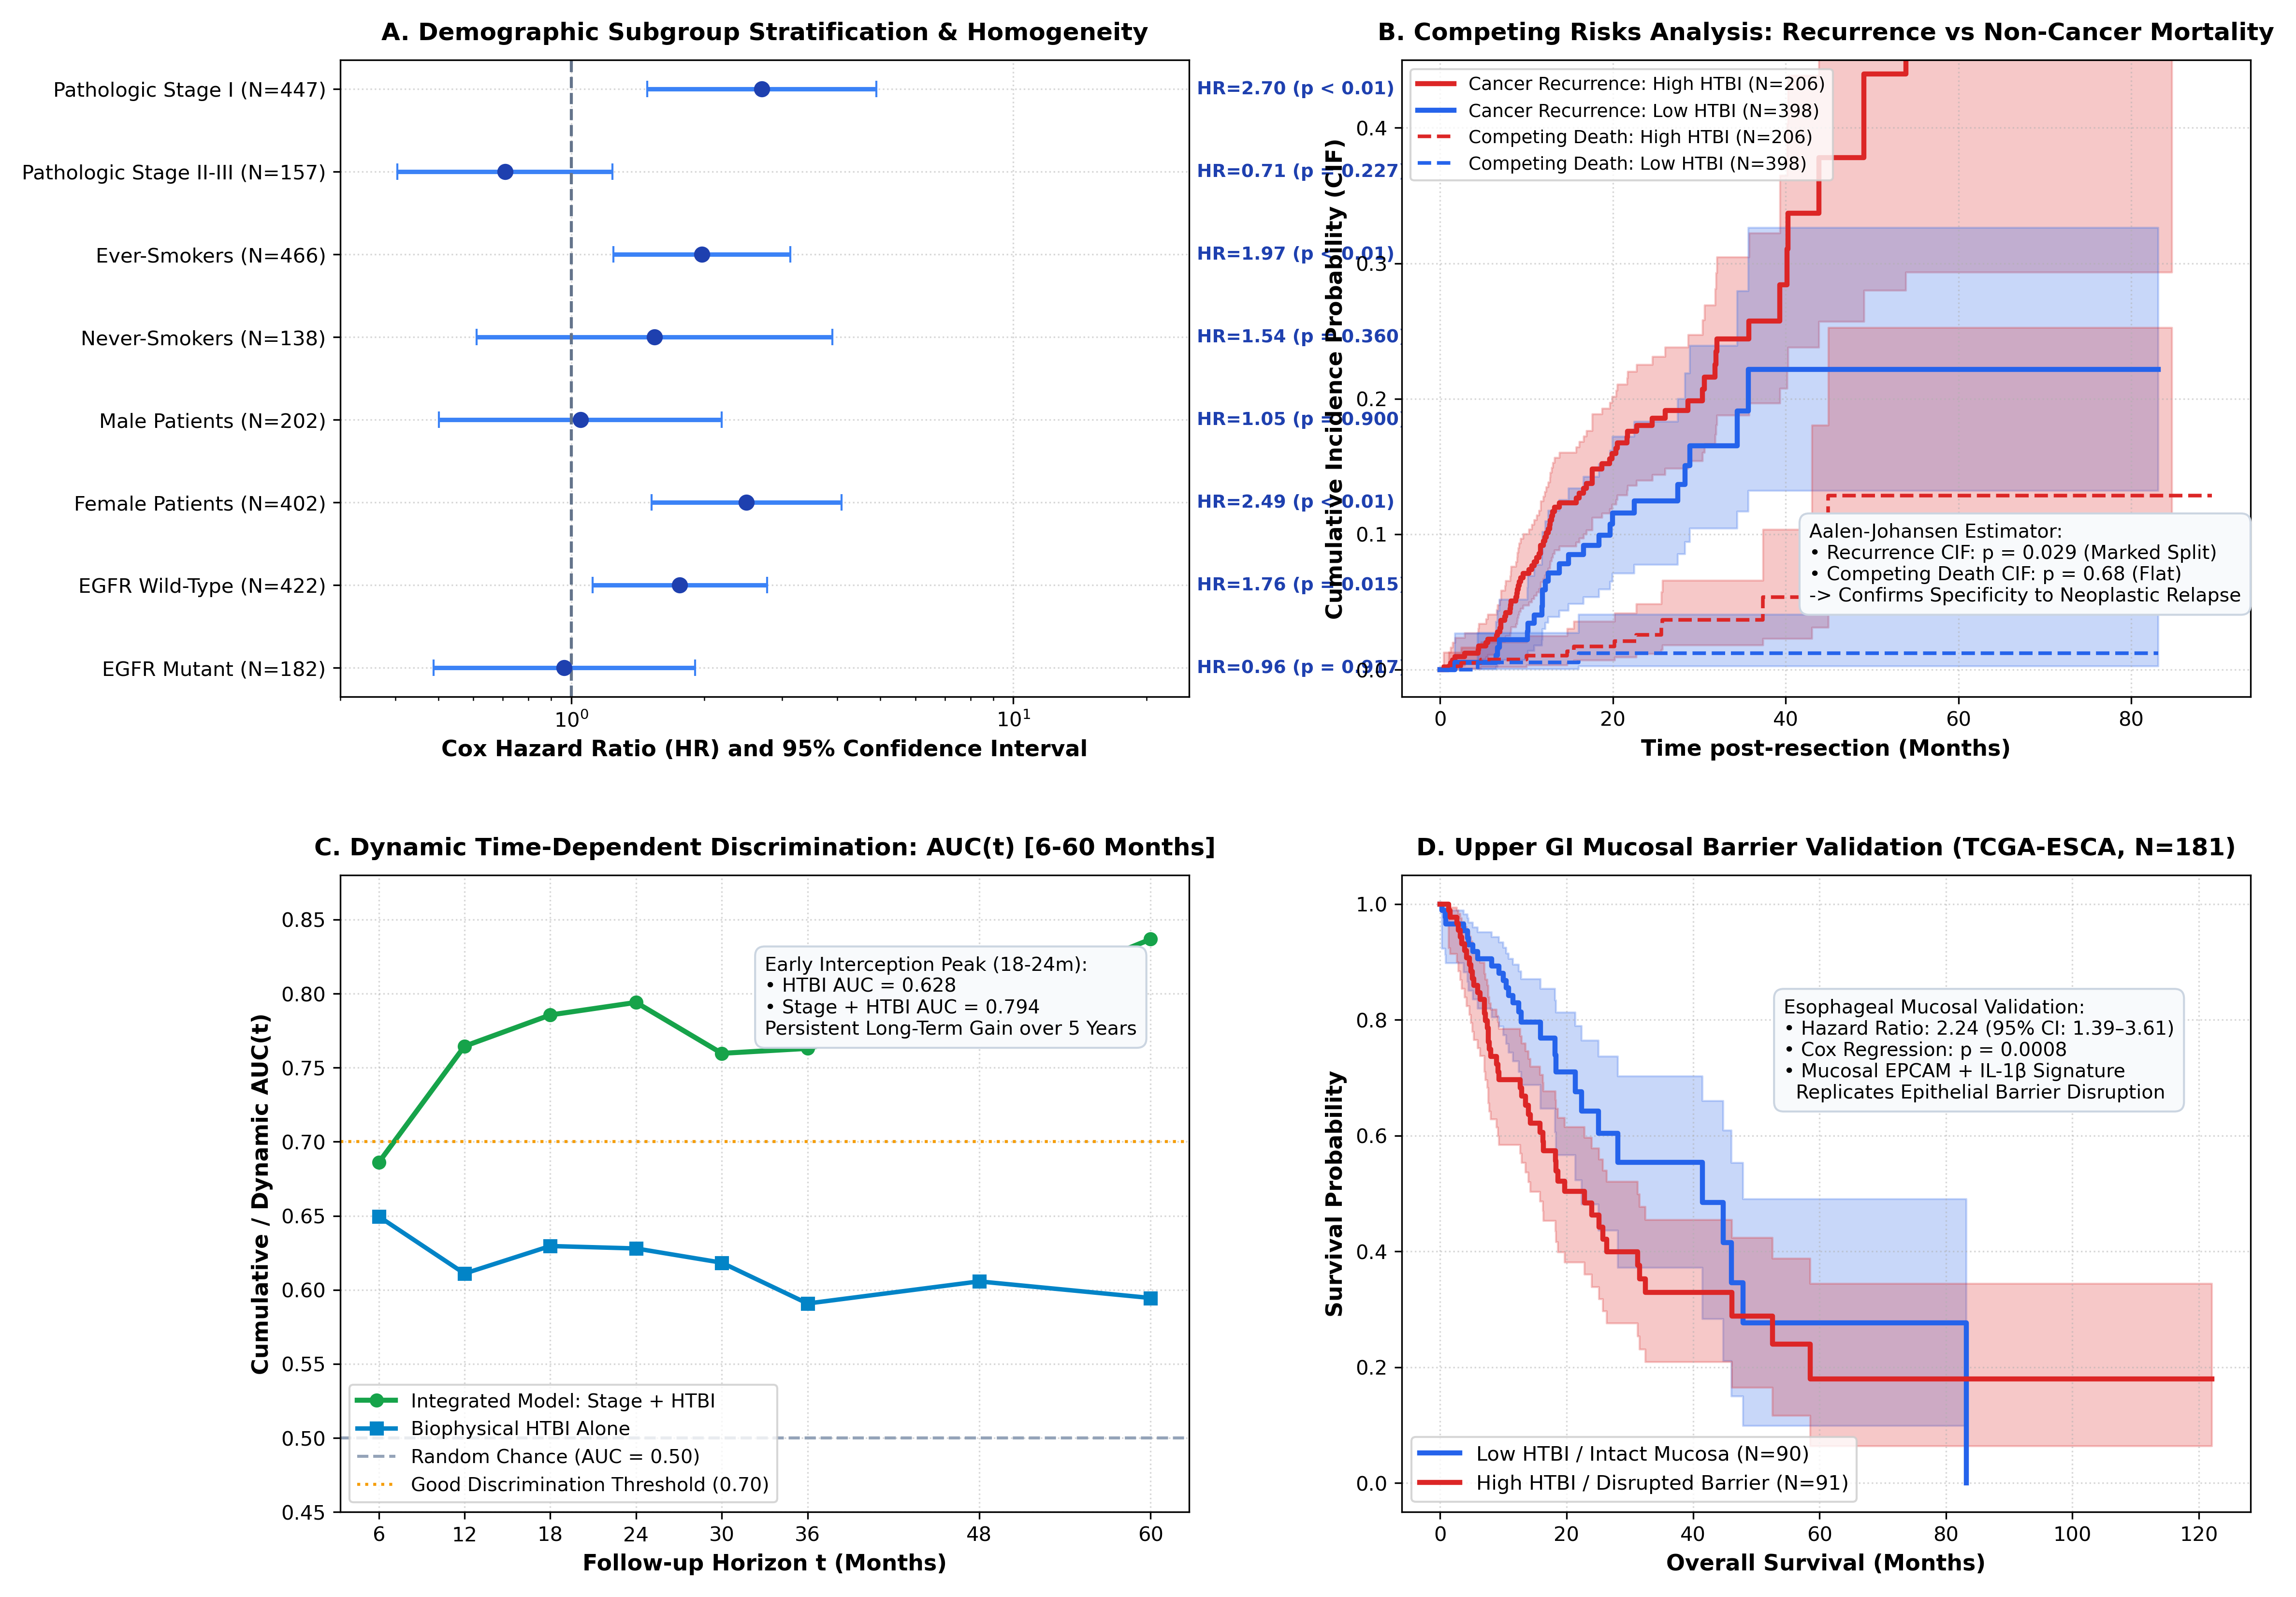 A. Demographic Subgroup Stratification & Homogeneity
Pathologic Stage I (N=447)
HR=2.70 (p < 0.01)
Pathologic Stage II-III (N=157)
HR=0.71 (p = 0.227
Ever-Smokers (N=466)
HR=1.97 (p < 0.01)
Never-Smokers (N=138)
HR=1.54 (p = 0.360
Male Patients (N=202)
HR=1.05 (p = 0.900
Female Patients (N=402)
HR=2.49 (p < 0.01)
EGFR Wild-Type (N=422)
HR=1.76 (p = 0.015
EGFR Mutant (N=182)
HR=0.96 (p = 0.917
10⁰
10¹
Cox Hazard Ratio (HR) and 95% Confidence Interval
B. Competing Risks Analysis: Recurrence vs Non-Cancer Mortality
Cancer Recurrence: High HTBI (N=206)
Cancer Recurrence: Low HTBI (N=398)
Competing Death: High HTBI (N=206)
Competing Death: Low HTBI (N=398)
Cumulative Incidence Probability (CIF)
0.4
0.3
0.2
0.1
0.0
Aalen-Johansen Estimator:
• Recurrence CIF: p = 0.029 (Marked Split)
• Competing Death CIF: p = 0.68 (Flat)
-> Confirms Specificity to Neoplastic Relapse
0
20
40
60
80
Time post-resection (Months)
C. Dynamic Time-Dependent Discrimination: AUC(t) [6-60 Months]
Cumulative / Dynamic AUC(t)
0.85
0.80
0.75
0.70
0.65
0.60
0.55
0.50
0.45
Early Interception Peak (18-24m):
• HTBI AUC = 0.628
• Stage + HTBI AUC = 0.794
Persistent Long-Term Gain over 5 Years
Integrated Model: Stage + HTBI
Biophysical HTBI Alone
Random Chance (AUC = 0.50)
Good Discrimination Threshold (0.70)
6
12
18
24
30
36
48
60
Follow-up Horizon t (Months)
D. Upper GI Mucosal Barrier Validation (TCGA-ESCA, N=181)
Survival Probability
1.0
0.8
0.6
0.4
0.2
0.0
Esophageal Mucosal Validation:
• Hazard Ratio: 2.24 (95% CI: 1.39–3.61)
• Cox Regression: p = 0.0008
• Mucosal EPCAM + IL-1β Signature
Replicates Epithelial Barrier Disruption
Low HTBI / Intact Mucosa (N=90)
High HTBI / Disrupted Barrier (N=91)
0
20
40
60
80
100
120
Overall Survival (Months)